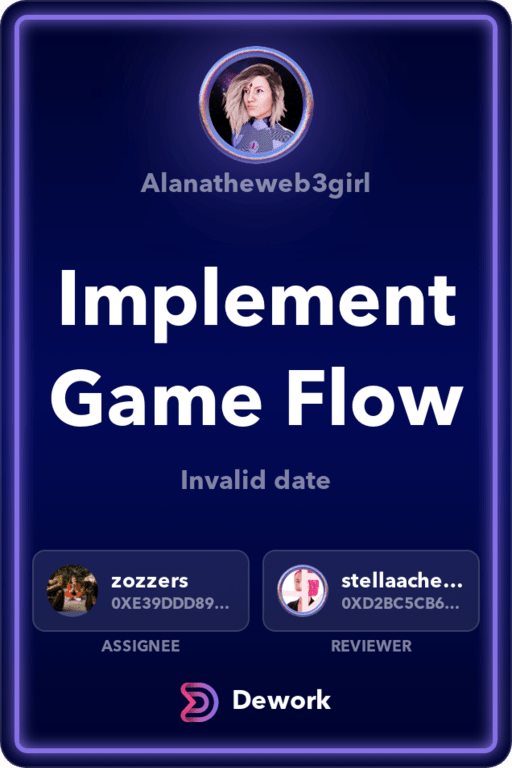 Alanatheweb3girl
Implement
Game Flow
Invalid date
zozzers
0XE39DDD89...
ASSIGNEE
stellaache...
0XD2BC5CB6...
REVIEWER
Dework